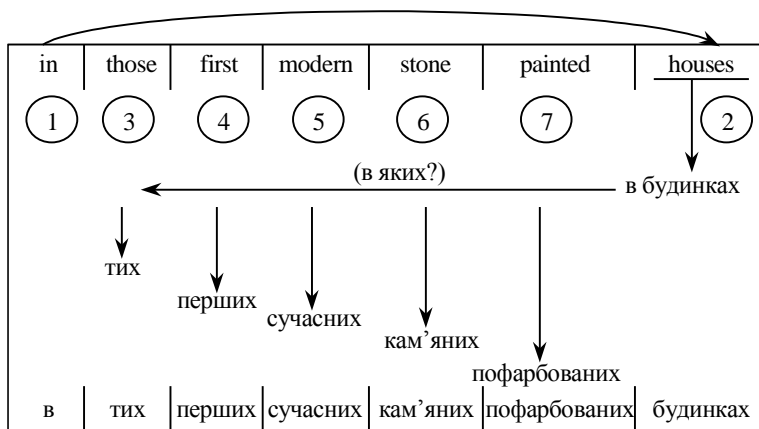 in those first modern stone painted houses
1 3 4 5 6 7 2
(в яких?)
в будинках
тих
перших
сучасних
кам’яних
пофарбованих
в тих перших сучасних кам’яних пофарбованих будинках